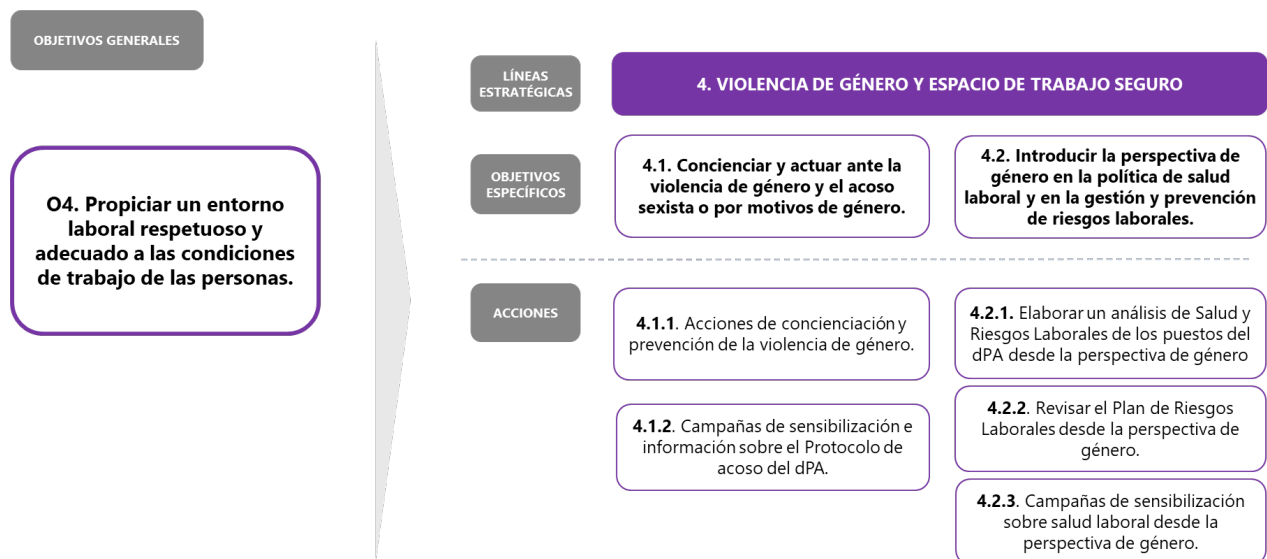 OBJETIVOS GENERALES
O4. Propiciar un entorno
laboral respetuoso y
adecuado a las condiciones
de trabajo de las personas.
LÍNEAS
ESTRATÉGICAS
4. VIOLENCIA DE GÉNERO Y ESPACIO DE TRABAJO SEGURO
OBJETIVOS
ESPECÍFICOS
4.1. Concienciar y actuar ante la
violencia de género y el acoso
sexista o por motivos de género.
4.2. Introducir la perspectiva de
género en la política de salud
laboral y en la gestión y prevención
de riesgos laborales.
ACCIONES
4.1.1. Acciones de concienciación y
prevención de la violencia de género.
4.1.2. Campañas de sensibilización e
información sobre el Protocolo de
acoso del dPA.
4.2.1. Elaborar un análisis de Salud y
Riesgos Laborales de los puestos del
dPA desde la perspectiva de género
4.2.2. Revisar el Plan de Riesgos
Laborales desde la perspectiva de
género.
4.2.3. Campañas de sensibilización
sobre salud laboral desde la
perspectiva de género.